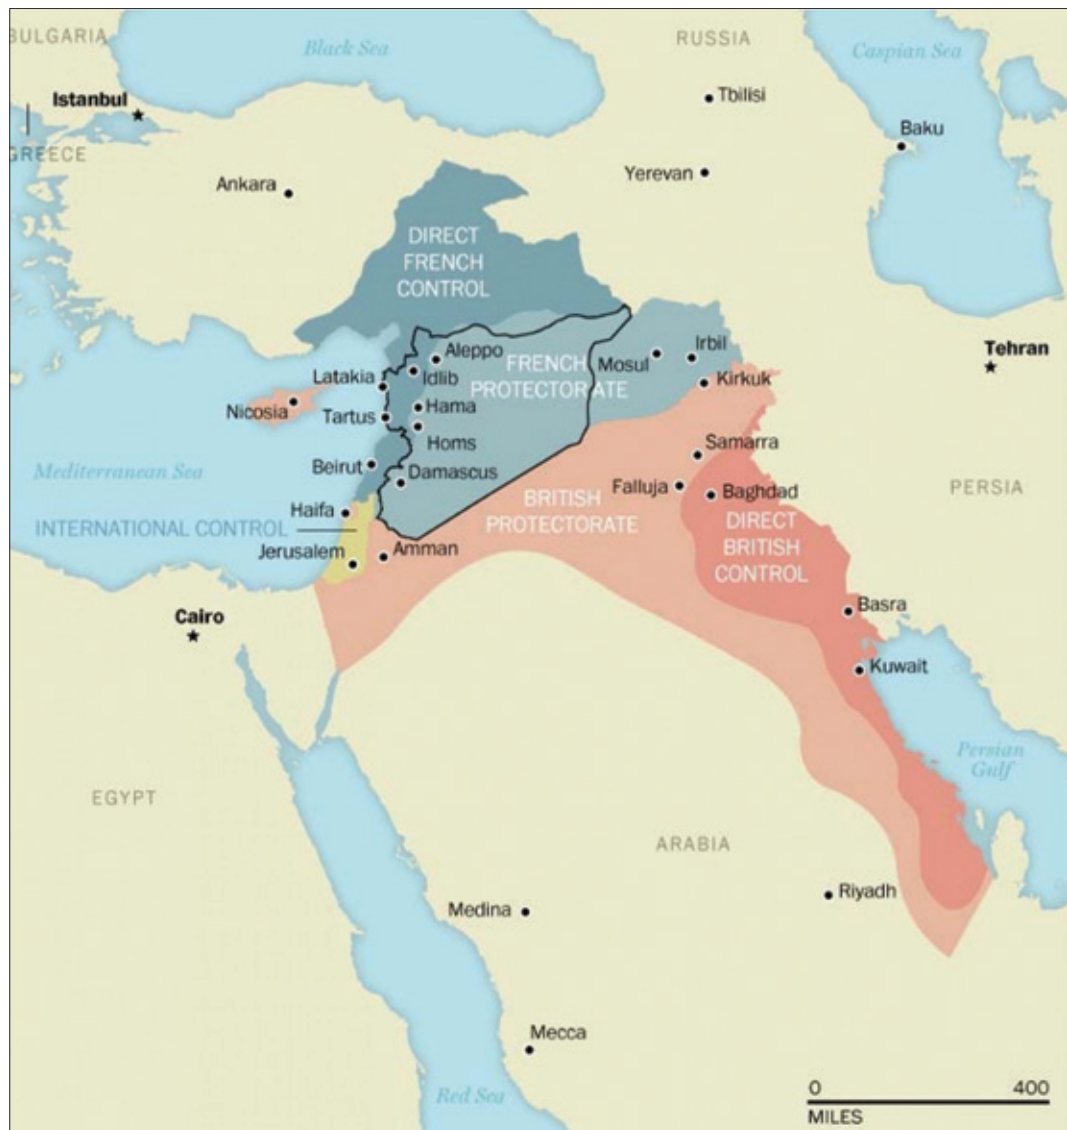 BULGARIA
Black Sea
RUSSIA
Caspian Sea
Istanbul
Tbilisi
Baku
GREECE
Ankara
Yerevan
DIRECT
FRENCH
CONTROL
Tehran
Aleppo
FRENCH
PROTECTORATE
Mosul
Irbil
Latakia
Idlib
Kirkuk
Nicosia
Tartus
Hama
Homs
Samarra
Mediterranean Sea
Beirut
Damascus
Falluja
Baghdad
PERSIA
BRITISH
PROTECTORATE
Haifa
DIRECT
BRITISH
CONTROL
INTERNATIONAL CONTROL
Jerusalem
Amman
Cairo
Basra
Kuwait
Persian
Gulf
EGYPT
ARABIA
Riyadh
Medina
Mecca
Red Sea
0 400
MILES